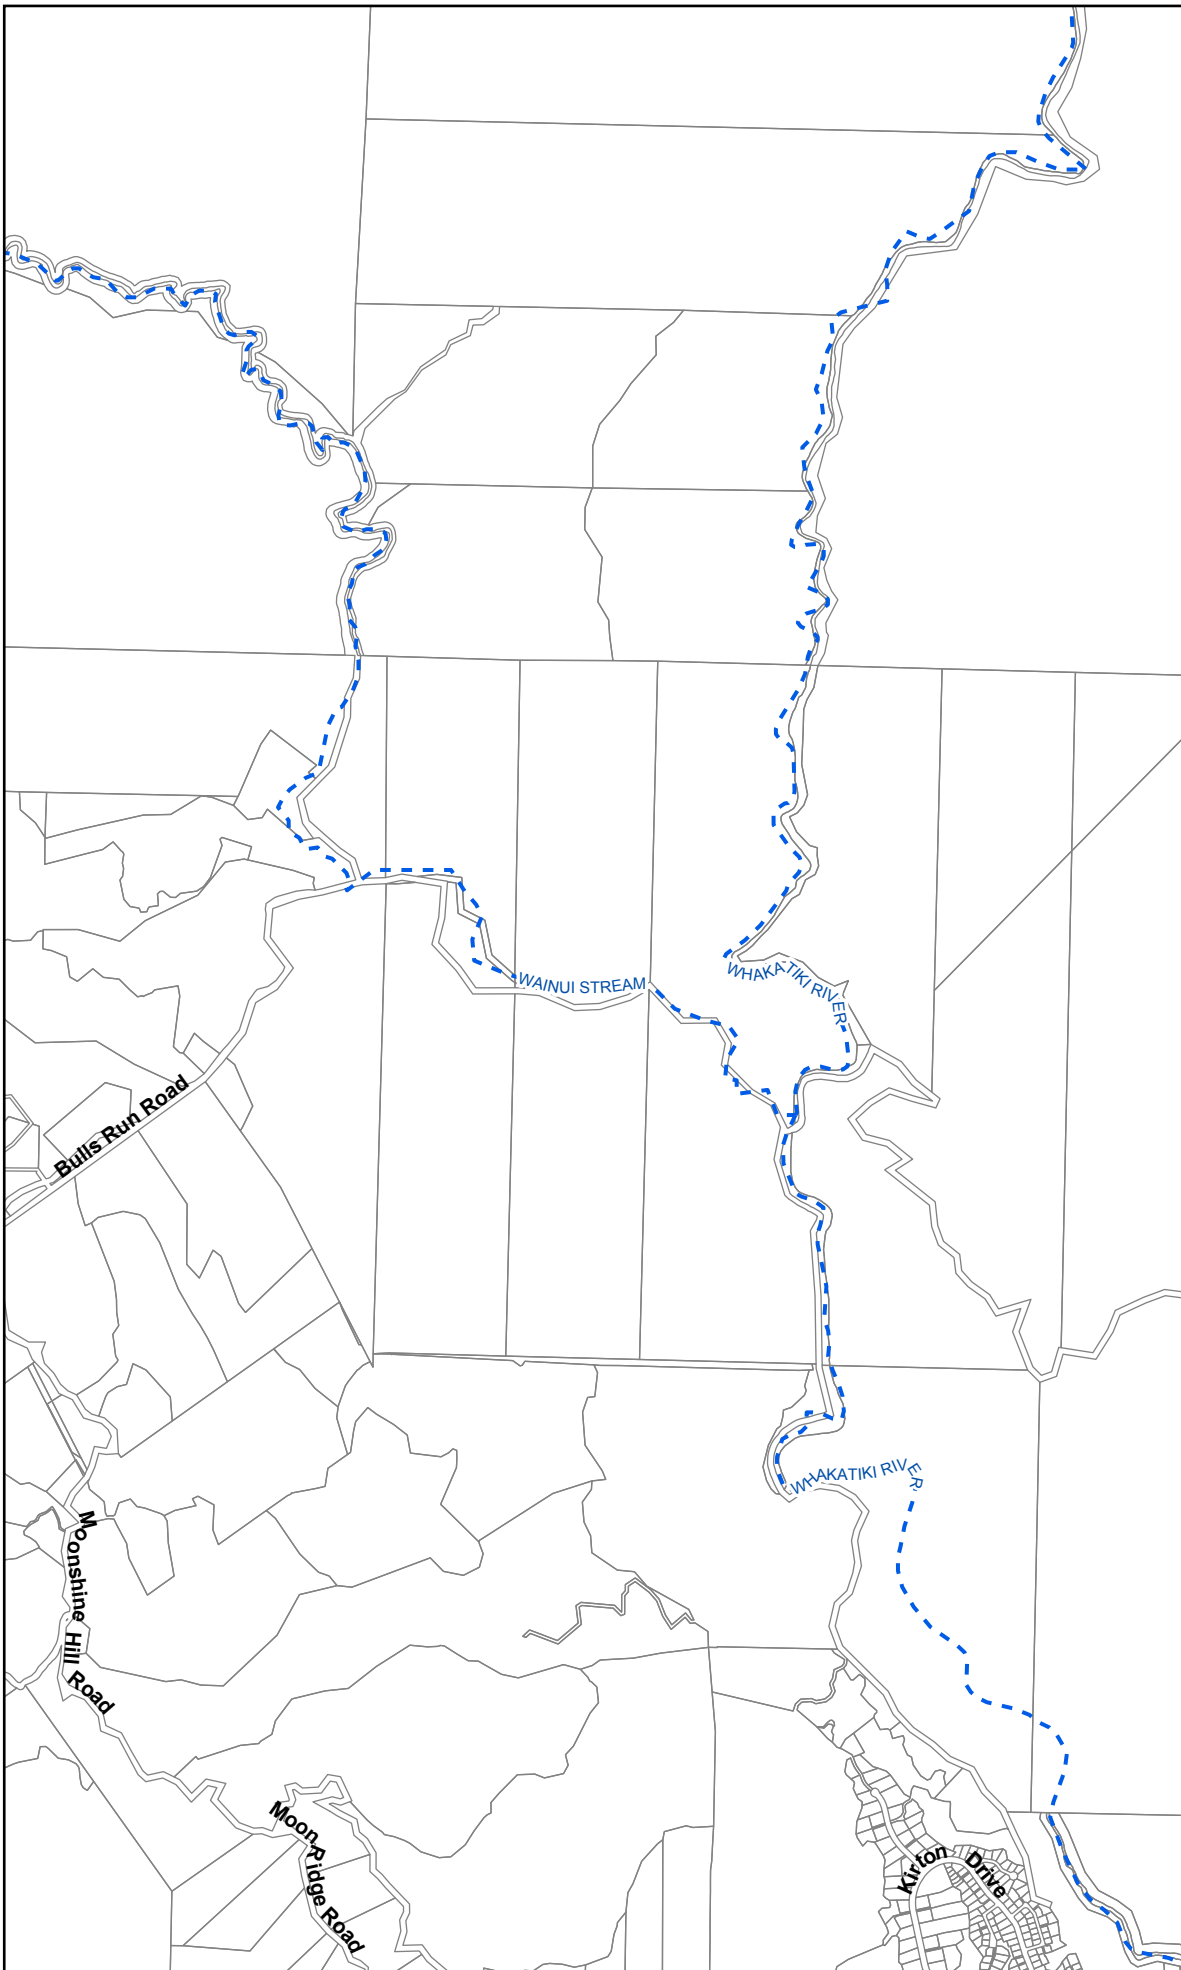 WAINUI STREAM
WHAKATIKI RIVER
Bulls Run Road
WHAKATIKI RIVER
Moonshine Hill Road
Moon Ridge Road
Kirton Drive